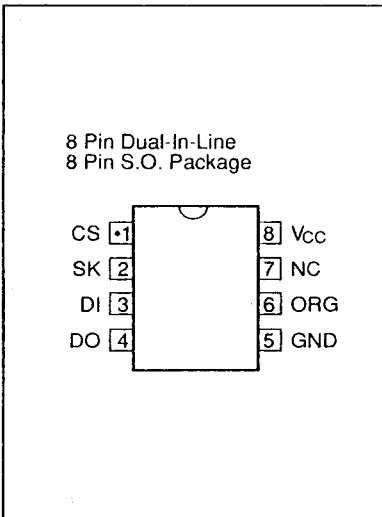 8 Pin Dual-In-Line
8 Pin S.O. Package
CS •1 8 VCC
SK 2 7 NC
DI 3 6 ORG
DO 4 5 GND